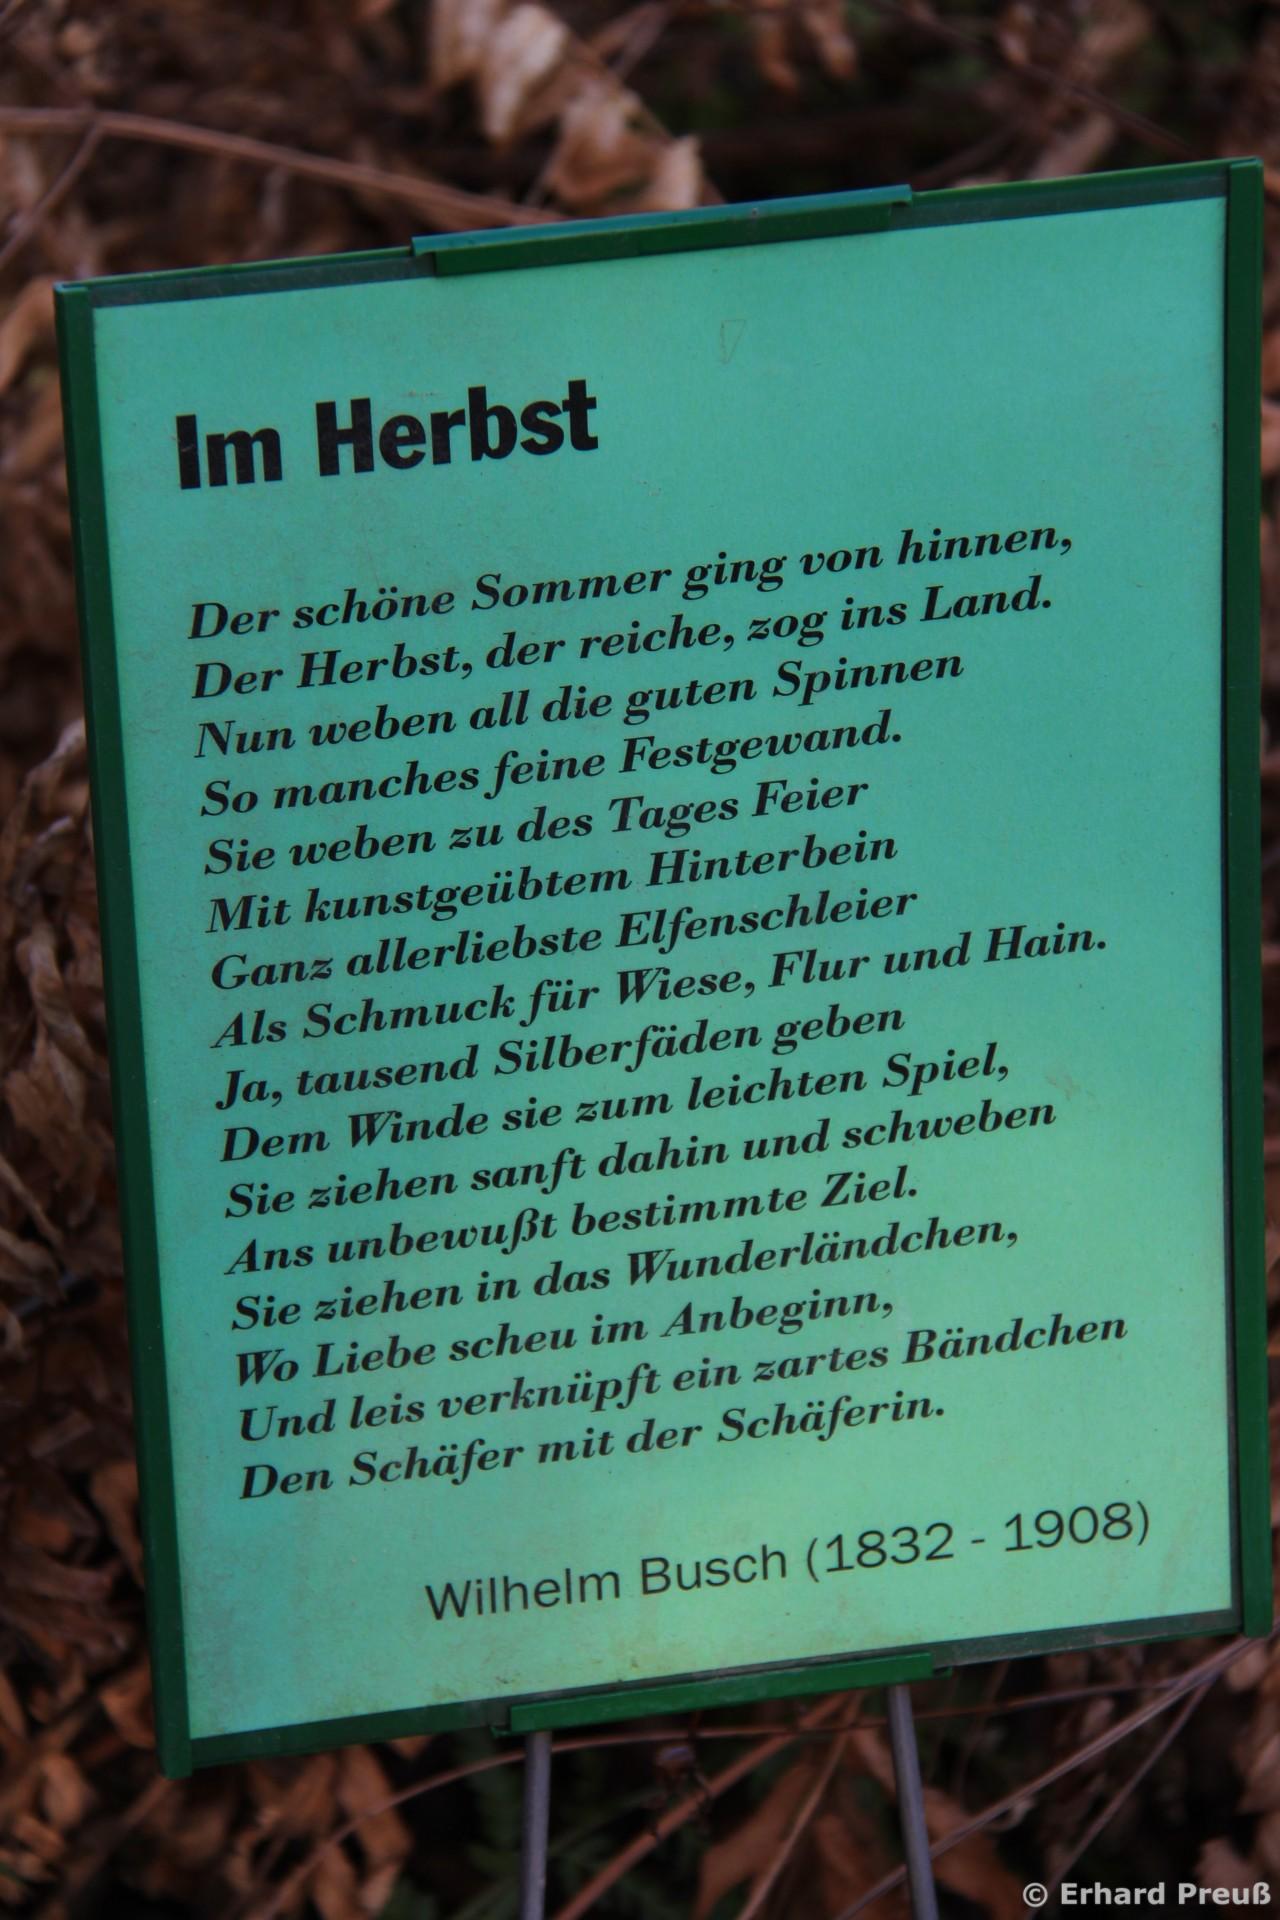 Im Herbst
Der schöne Sommer ging von hinnen,
Der Herbst, der reiche, zog ins Land.
Nun weben all die guten Spinnen
So manches feine Festgewand.
Sie weben zu des Tages Feier
Mit kunstgeübtem Hinterbein
Ganz allerliebste Elfenschleier
Als Schmuck für Wiese, Flur und Hain.
Ja, tausend Silberfäden geben
Dem Winde sie zum leichten Spiel,
Sie ziehen sanft dahin und schweben
Ans unbewußt bestimmte Ziel.
Sie ziehen in das Wunderländchen,
Wo Liebe scheu im Anbeginn,
Und leis verknüpft ein zartes Bändchen
Den Schäfer mit der Schäferin.
Wilhelm Busch (1832 - 1908)
© Erhard Preuß